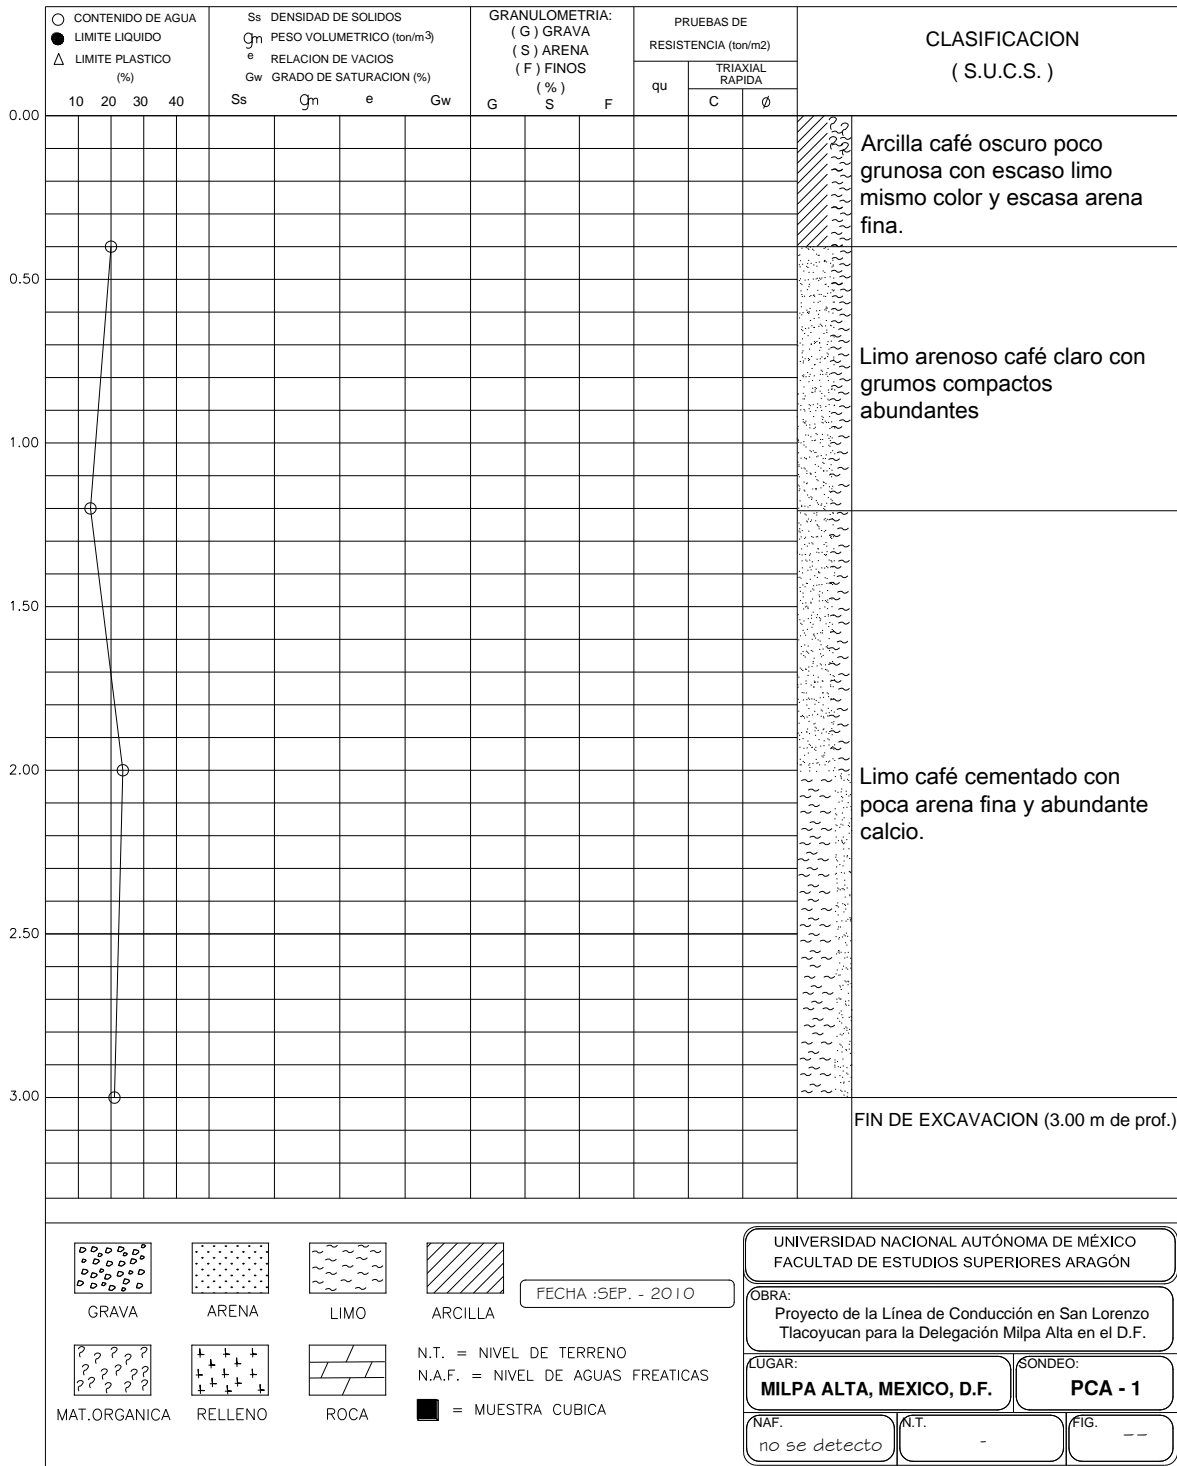 CONTENIDO DE AGUA
LIMITE LIQUIDO
LIMITE PLASTICO
(%)
10 20 30 40
Ss DENSIDAD DE SOLIDOS
gm PESO VOLUMETRICO (ton/m3)
e RELACION DE VACIOS
Gw GRADO DE SATURACION (%)
Ss gm e Gw
GRANULOMETRIA:
( G ) GRAVA
( S ) ARENA
( F ) FINOS
( % )
G S F
PRUEBAS DE
RESISTENCIA (ton/m2)
qu
TRIAXIAL
RAPIDA
C Ø
CLASIFICACION
( S.U.C.S. )
0.00
Arcilla café oscuro poco
grunosa con escaso limo
mismo color y escasa arena
fina.
0.50
Limo arenoso café claro con
grumos compactos
abundantes
1.00
1.50
2.00
Limo café cementado con
poca arena fina y abundante
calcio.
2.50
3.00
FIN DE EXCAVACION (3.00 m de prof.)
GRAVA
ARENA
LIMO
ARCILLA
MAT.ORGANICA
RELLENO
ROCA
FECHA :SEP. - 2010
N.T. = NIVEL DE TERRENO
N.A.F. = NIVEL DE AGUAS FREATICAS
= MUESTRA CUBICA
UNIVERSIDAD NACIONAL AUTÓNOMA DE MÉXICO
FACULTAD DE ESTUDIOS SUPERIORES ARAGÓN
OBRA:
Proyecto de la Línea de Conducción en San Lorenzo
Tlacoyucan para la Delegación Milpa Alta en el D.F.
LUGAR:
MILPA ALTA, MEXICO, D.F.
SONDEO:
PCA - 1
NAF.
no se detecto
N.T.
-
FIG.
--